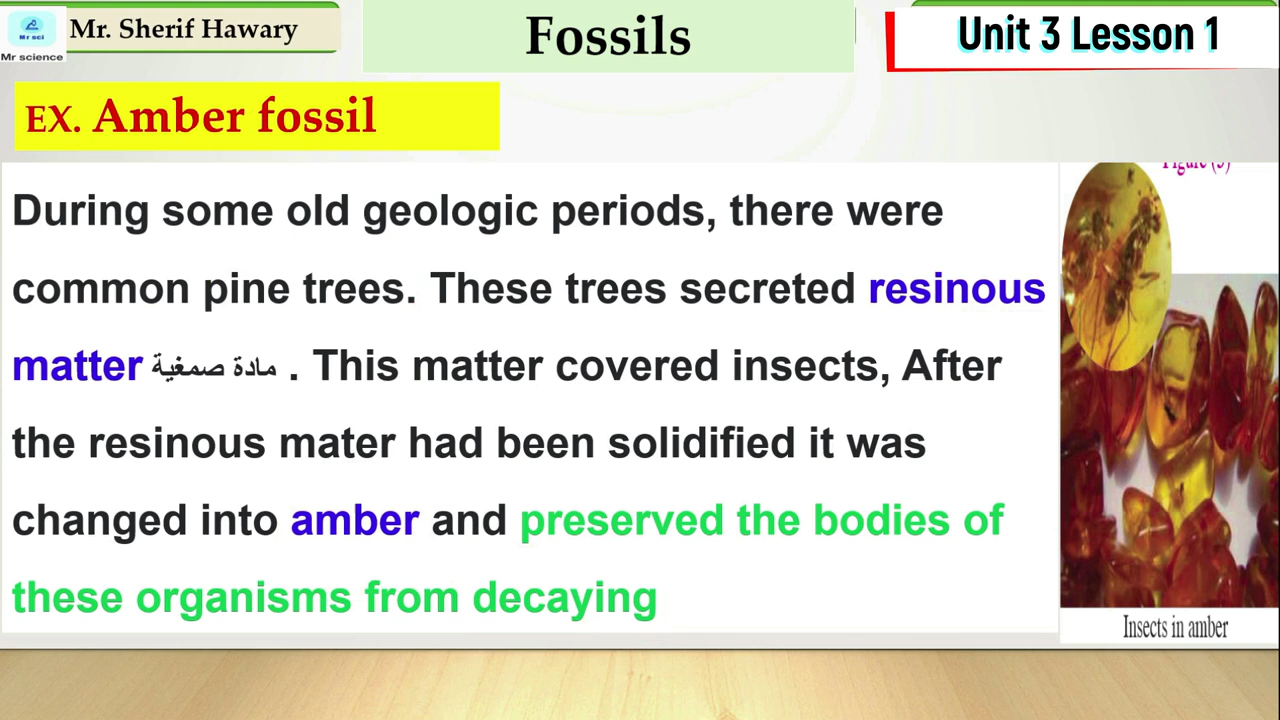 Mr sci
Mr science
Mr. Sherif Hawary
Fossils
Unit 3 Lesson 1
EX. Amber fossil
During some old geologic periods, there were
common pine trees. These trees secreted resinous
matter مادة صمغية . This matter covered insects, After
the resinous mater had been solidified it was
changed into amber and preserved the bodies of
these organisms from decaying
Insects in amber